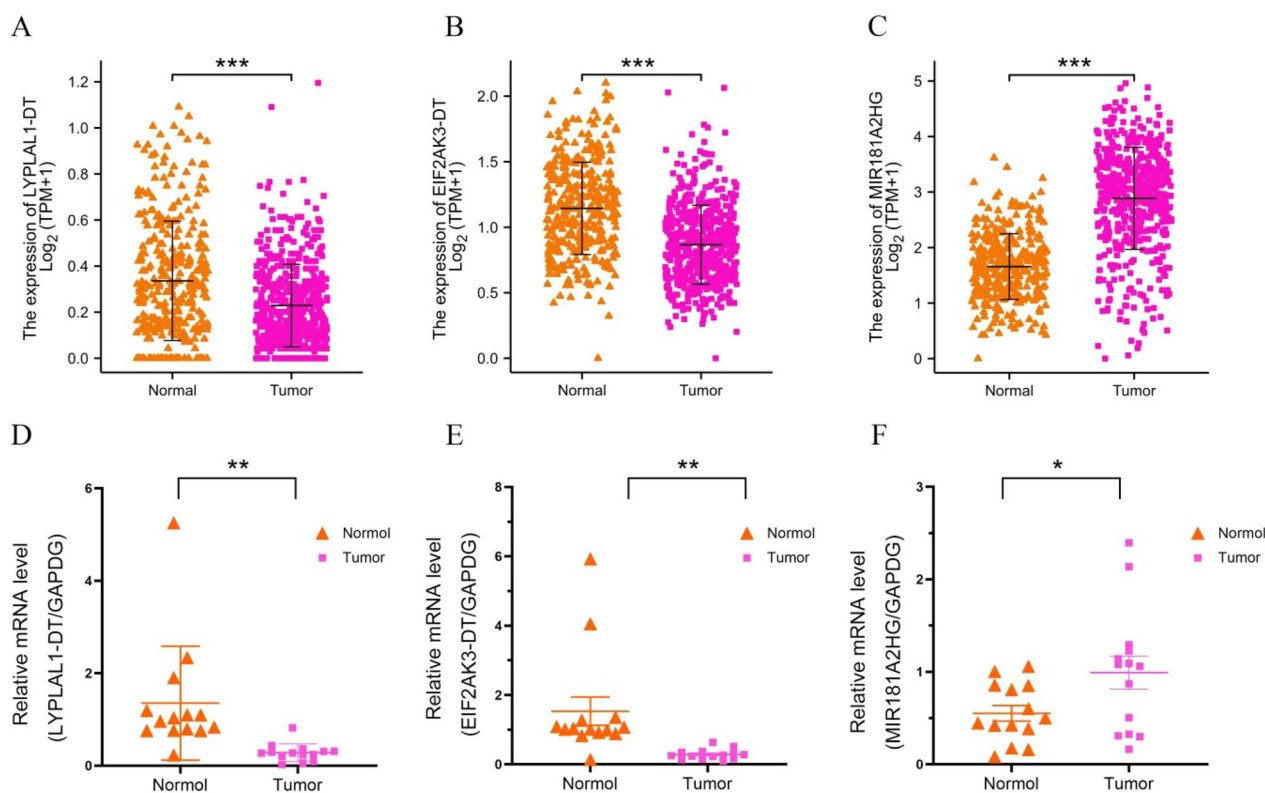 A
The expression of LYPLAL1-DT
Log2 (TPM+1)
1.2
1.0
0.8
0.6
0.4
0.2
0.0
***
Normal
Tumor
B
The expression of EIF2AK3-DT
Log2 (TPM+1)
2.0
1.5
1.0
0.5
0.0
***
Normal
Tumor
C
The expression of MIR181A2HG
Log2 (TPM+1)
5
4
3
2
1
0
***
Normal
Tumor
D
Relative mRNA level
(LYPLAL1-DT/GAPDG)
6
4
2
0
**
Normol
Tumor
Normol
Tumor
E
Relative mRNA level
(EIF2AK3-DT/GAPDG)
8
6
4
2
0
**
Normol
Tumor
Normol
Tumor
F
Relative mRNA level
(MIR181A2HG/GAPDG)
3
2
1
0
*
Normol
Tumor
Normol
Tumor